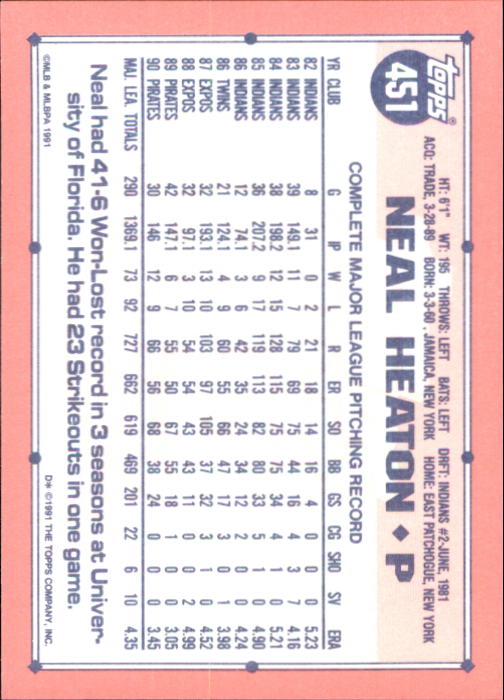 topps®
451
HT: 6'1" WT: 195 THROWS: LEFT BATS: LEFT DRFT: INDIANS #2-JUNE, 1981
ACQ: TRADE, 3-28-89 BORN: 3-3-60, JAMAICA, NEW YORK HOME: EAST PATCHOGUE, NEW YORK
NEAL HEATON ♦ P
COMPLETE MAJOR LEAGUE PITCHING RECORD
YR CLUB G IP W L R ER SO BB GS CG SHO SV ERA
82 INDIANS 8 31 0 2 21 18 14 16 4 0 0 0 5.23
83 INDIANS 39 149.1 11 7 79 69 75 44 16 4 3 7 4.16
84 INDIANS 38 198.2 12 15 128 115 75 75 34 4 1 0 5.21
85 INDIANS 36 207.2 9 17 119 113 82 80 33 5 1 0 4.90
86 INDIANS 12 74.1 3 6 42 35 24 34 12 2 0 0 4.24
86 TWINS 21 124.1 4 9 60 55 66 47 17 3 0 1 3.98
87 EXPOS 32 193.1 13 10 103 97 105 37 32 3 1 0 4.52
88 EXPOS 32 97.1 3 10 54 54 43 43 11 0 0 2 4.99
89 PIRATES 42 147.1 6 7 55 50 67 55 18 1 0 0 3.05
90 PIRATES 30 146 12 9 66 56 68 38 24 0 0 0 3.45
MAJ. LEA. TOTALS 290 1369.1 73 92 727 662 619 469 201 22 6 10 4.35
Neal had 41-6 Won-Lost record in 3 seasons at Univer-
sity of Florida. He had 23 Strikeouts in one game.
©MLB & MLBPA 1991
D* ©1991 THE TOPPS COMPANY, INC.